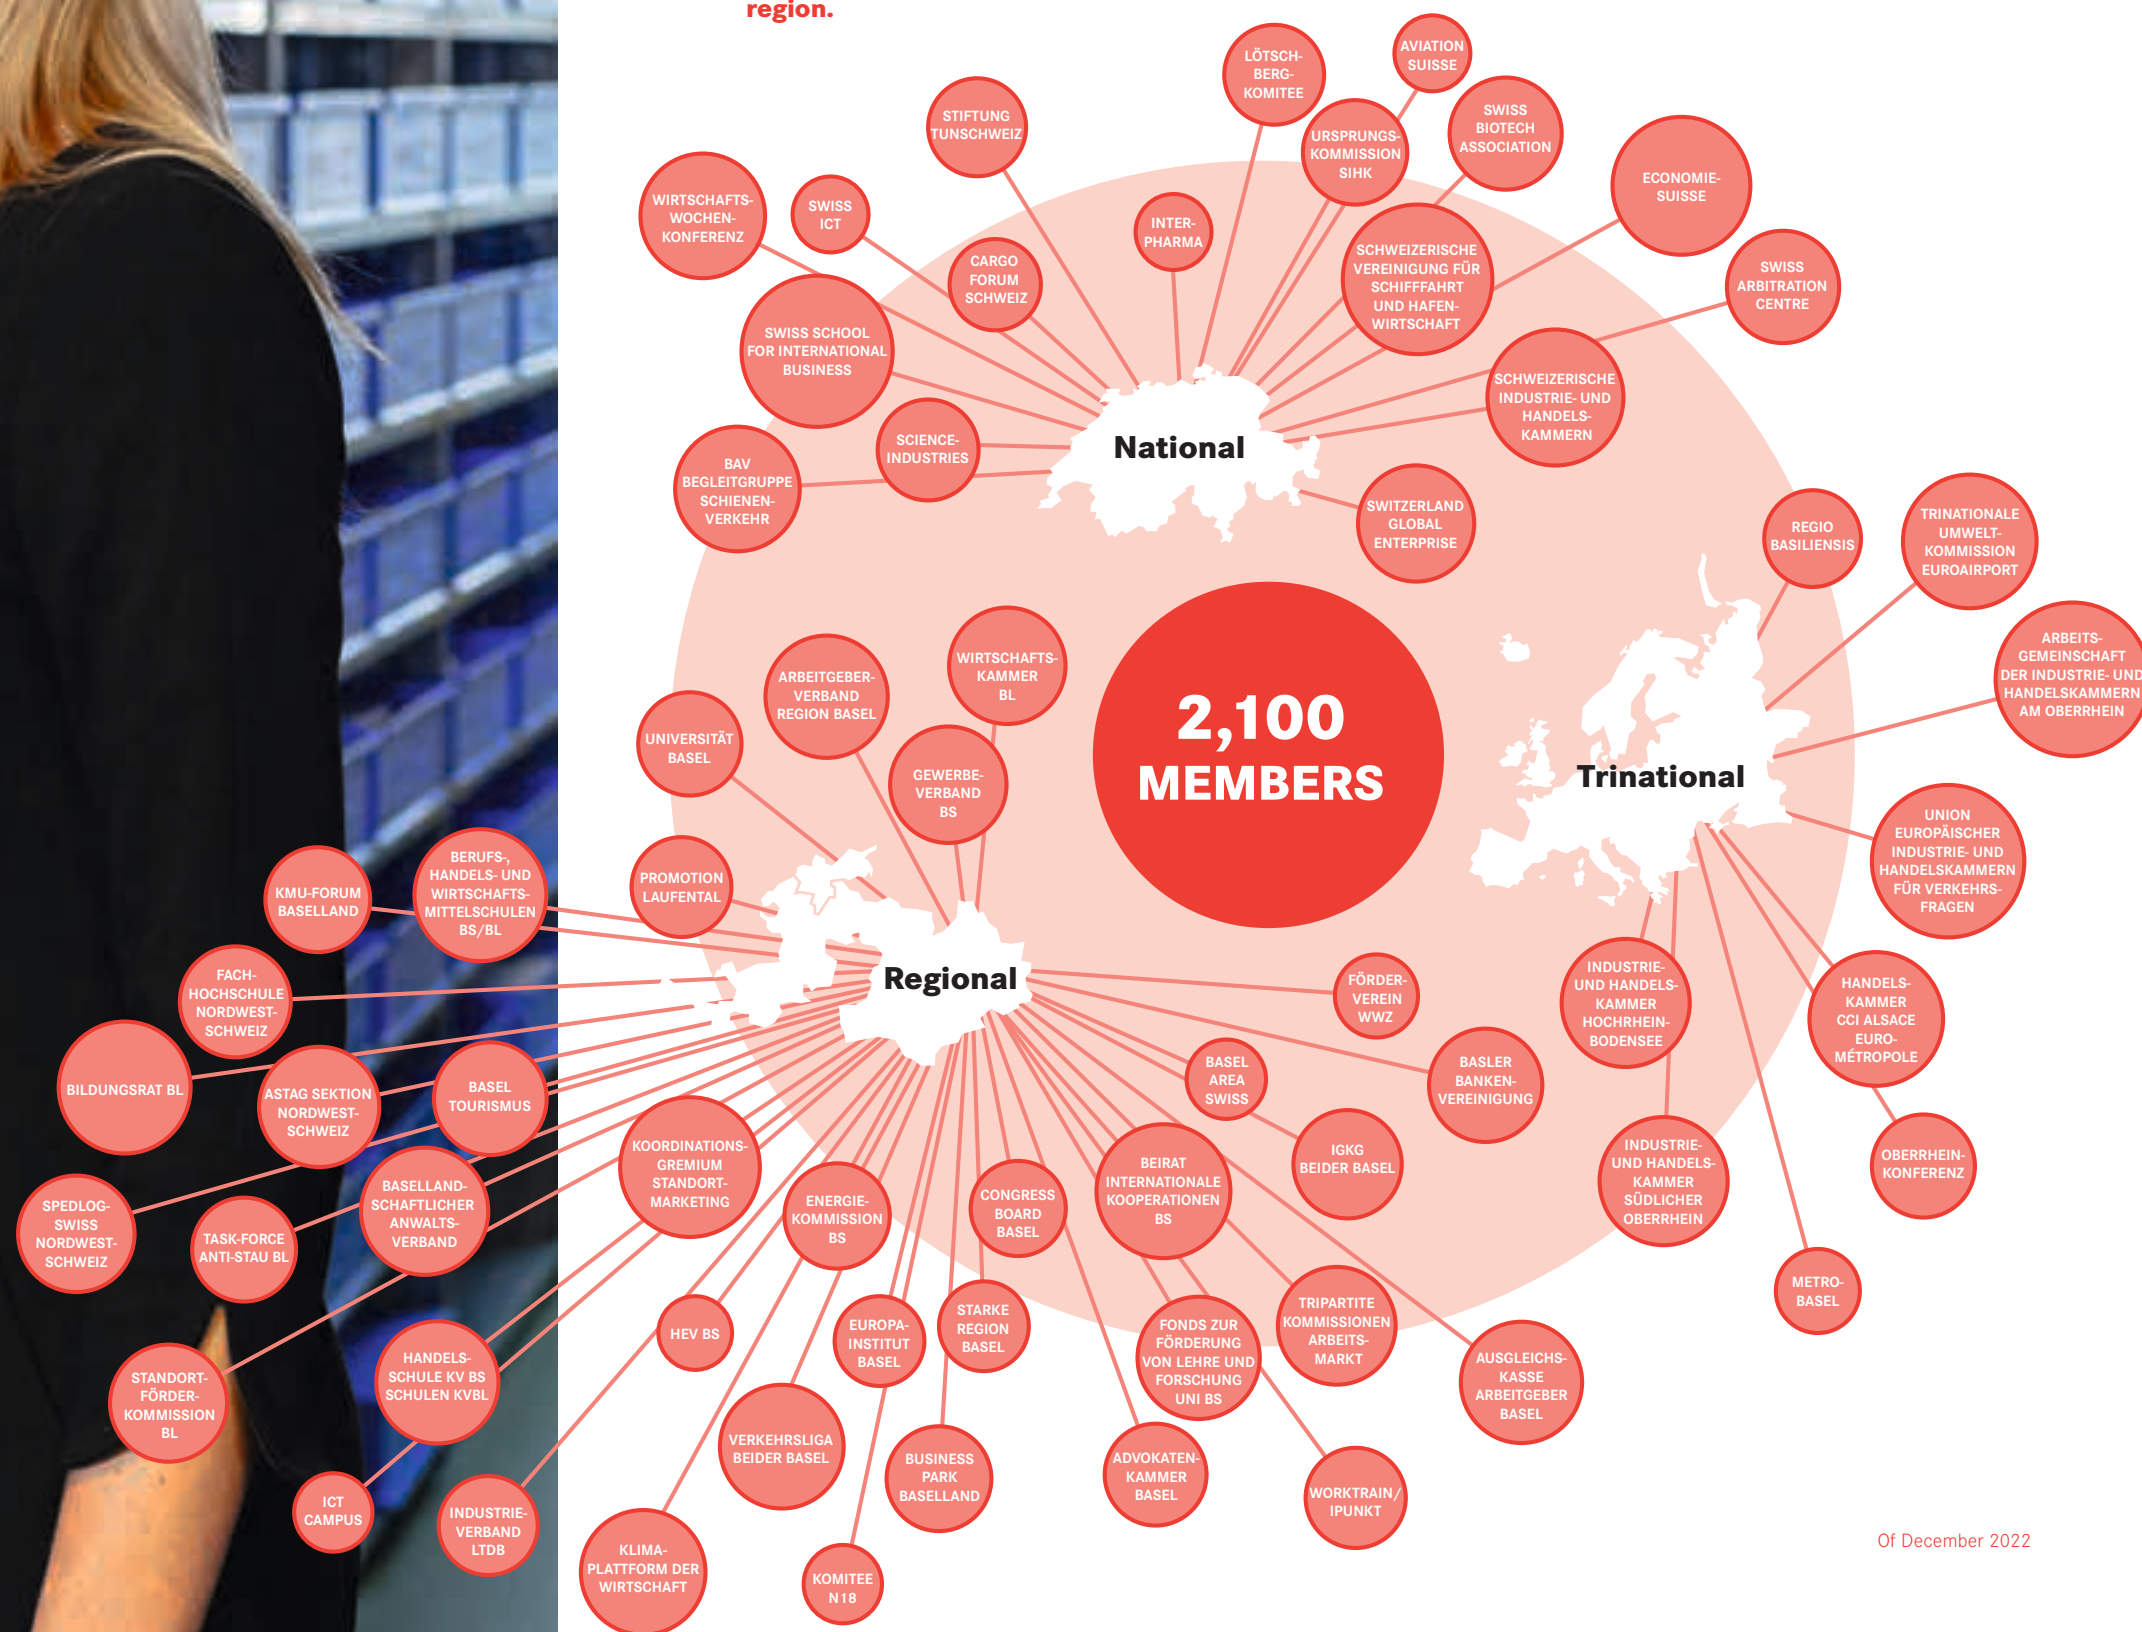 region.
LÖTSCH-
BERG-
KOMITEE
AVIATION
SUISSE
STIFTUNG
TUNSCHWEIZ
URSPRUNGS-
KOMMISSION
SIHK
SWISS
BIOTECH
ASSOCIATION
ECONOMIE-
SUISSE
WIRTSCHAFTS-
WOCHEN-
KONFERENZ
SWISS
ICT
INTER-
PHARMA
CARGO
FORUM
SCHWEIZ
SCHWEIZERISCHE
VEREINIGUNG FÜR
SCHIFFFAHRT
UND HAFEN-
WIRTSCHAFT
SWISS
ARBITRATION
CENTRE
SWISS SCHOOL
FOR INTERNATIONAL
BUSINESS
SCHWEIZERISCHE
INDUSTRIE- UND
HANDELS-
KAMMERN
SCIENCE-
INDUSTRIES
National
BAV
BEGLEITGRUPPE
SCHIENEN-
VERKEHR
SWITZERLAND
GLOBAL
ENTERPRISE
REGIO
BASILIENSIS
TRINATIONALE
UMWELT-
KOMMISSION
EUROAIRPORT
ARBEITS-
GEMEINSCHAFT
DER INDUSTRIE- UND
HANDELSKAMMERN
AM OBERRHEIN
WIRTSCHAFTS-
KAMMER
BL
ARBEITGEBER-
VERBAND
REGION BASEL
UNIVERSITÄT
BASEL
GEWERBE-
VERBAND
BS
2,100
MEMBERS
Trinational
UNION
EUROPÄISCHER
INDUSTRIE- UND
HANDELSKAMMERN
FÜR VERKEHRS-
FRAGEN
PROMOTION
LAUFENTAL
KMU-FORUM
BASELLAND
BERUFS-,
HANDELS- UND
WIRTSCHAFTS-
MITTELSCHULEN
BS/BL
FACH-
HOCHSCHULE
NORDWEST-
SCHWEIZ
Regional
FÖRDER-
VEREIN
WWZ
INDUSTRIE-
UND HANDELS-
KAMMER
HOCHRHEIN-
BODENSEE
HANDELS-
KAMMER
CCI ALSACE
EURO-
MÉTROPOLE
BILDUNGSRAT BL
ASTAG SEKTION
NORDWEST-
SCHWEIZ
BASEL
TOURISMUS
BASEL
AREA
SWISS
BASLER
BANKEN-
VEREINIGUNG
KOORDINATIONS-
GREMIUM
STANDORT-
MARKETING
BEIRAT
INTERNATIONALE
KOOPERATIONEN
BS
IGKG
BEIDER BASEL
INDUSTRIE-
UND HANDELS-
KAMMER
SÜDLICHER
OBERRHEIN
OBERRHEIN-
KONFERENZ
SPEDLOG-
SWISS
NORDWEST-
SCHWEIZ
TASK-FORCE
ANTI-STAU BL
BASELLAND-
SCHAFTLICHER
ANWALTS-
VERBAND
ENERGIE-
KOMMISSION
BS
CONGRESS
BOARD
BASEL
METRO-
BASEL
HEV BS
EUROPA-
INSTITUT
BASEL
STARKE
REGION
BASEL
FONDS ZUR
FÖRDERUNG
VON LEHRE UND
FORSCHUNG
UNI BS
TRIPARTITE
KOMMISSIONEN
ARBEITS-
MARKT
AUSGLEICHS-
KASSE
ARBEITGEBER
BASEL
STANDORT-
FÖRDER-
KOMMISSION
BL
HANDELS-
SCHULE KV BS
SCHULEN KVBL
VERKEHRSLIGA
BEIDER BASEL
BUSINESS
PARK
BASELLAND
ADVOKATEN-
KAMMER
BASEL
WORKTRAIN/
IPUNKT
ICT
CAMPUS
INDUSTRIE-
VERBAND
LTDB
KLIMA-
PLATTFORM DER
WIRTSCHAFT
KOMITEE
N18
Of December 2022